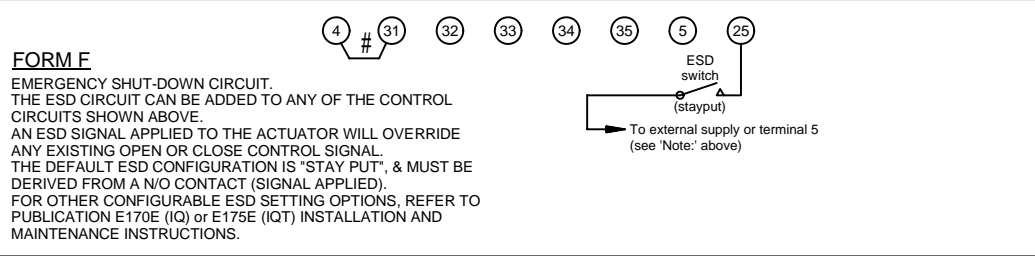 4 # 31 32 33 34 35 5 25
FORM F
EMERGENCY SHUT-DOWN CIRCUIT.
THE ESD CIRCUIT CAN BE ADDED TO ANY OF THE CONTROL
CIRCUITS SHOWN ABOVE.
AN ESD SIGNAL APPLIED TO THE ACTUATOR WILL OVERRIDE
ANY EXISTING OPEN OR CLOSE CONTROL SIGNAL.
THE DEFAULT ESD CONFIGURATION IS "STAY PUT", & MUST BE
DERIVED FROM A N/O CONTACT (SIGNAL APPLIED).
FOR OTHER CONFIGURABLE ESD SETTING OPTIONS, REFER TO
PUBLICATION E170E (IQ) or E175E (IQT) INSTALLATION AND
MAINTENANCE INSTRUCTIONS.
ESD
switch
(stayput)
To external supply or terminal 5
(see 'Note:' above)